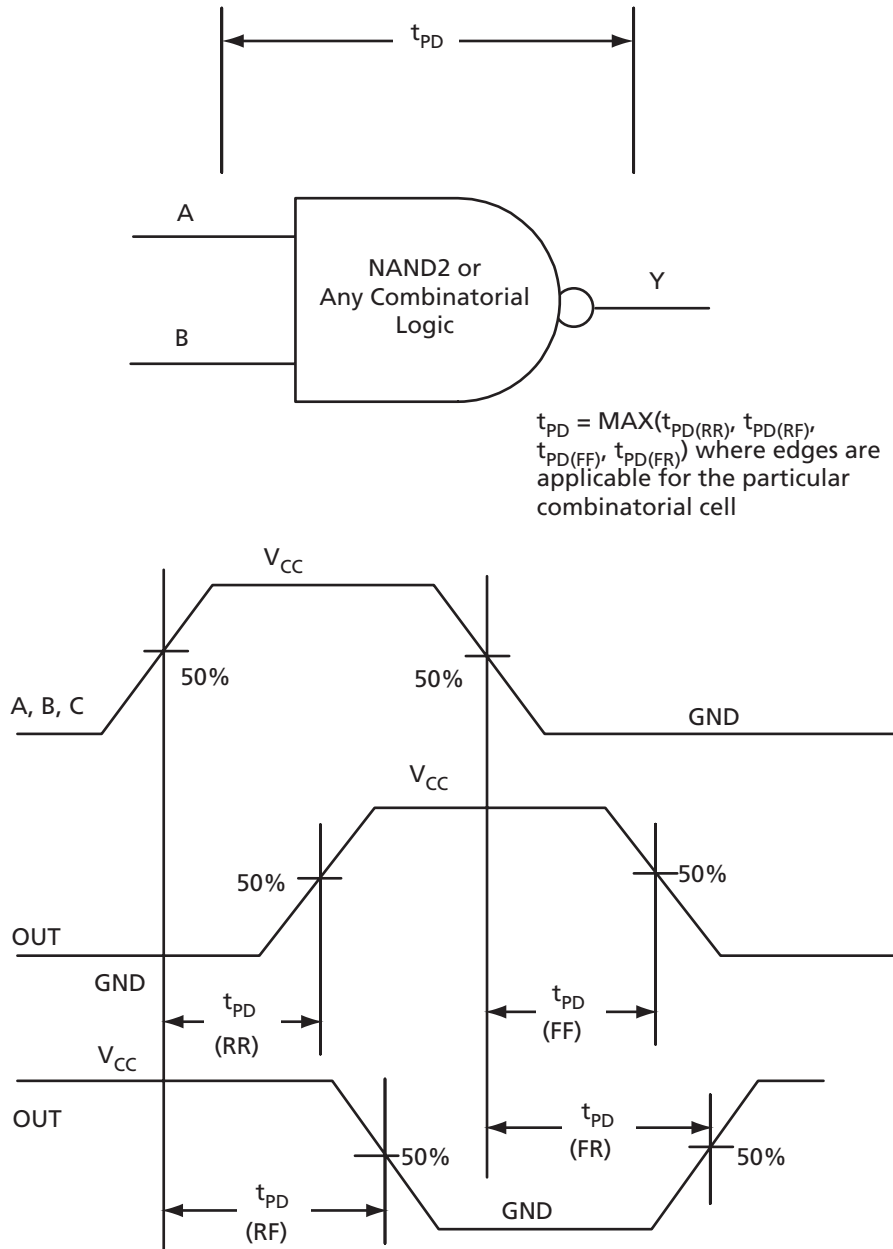 tPD
A
NAND2 or
Any Combinatorial
Logic
Y
B
tPD = MAX(tPD(RR), tPD(RF),
tPD(FF), tPD(FR)) where edges are
applicable for the particular
combinatorial cell
VCC
50%
50%
A, B, C
GND
VCC
50%
50%
OUT
GND
tPD
(RR)
tPD
(FF)
VCC
OUT
tPD
(FR)
50%
50%
tPD
(RF)
GND